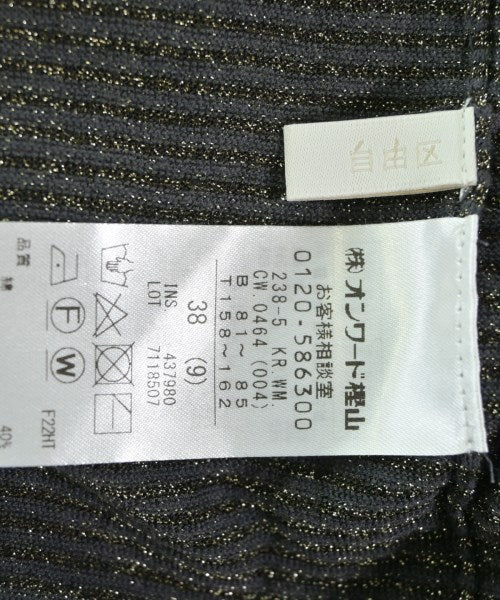 自由区
(株)オンワード樫山
お客様相談室
0120-586300
238-5 KR WM.
CW.0464 (004)
B 81~ 85
T158~162
38 (9)
INS 437980
LOT 7118507
F
W
F22HT
品質
40%